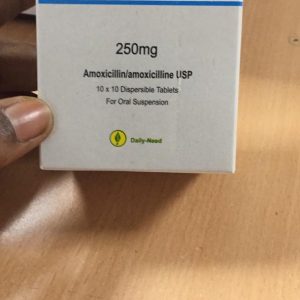 250mg
Amoxicillin/amoxicilline USP
10 x 10 Dispersible Tablets
For Oral Suspension
Daily-Need